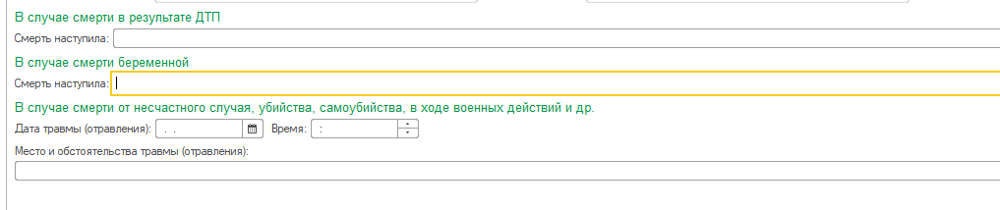 В случае смерти в результате ДТП
Смерть наступила:
В случае смерти беременной
Смерть наступила:
В случае смерти от несчастного случая, убийства, самоубийства, в ходе военных действий и др.
Дата травмы (отравления): . . Время: :
Место и обстоятельства травмы (отравления):